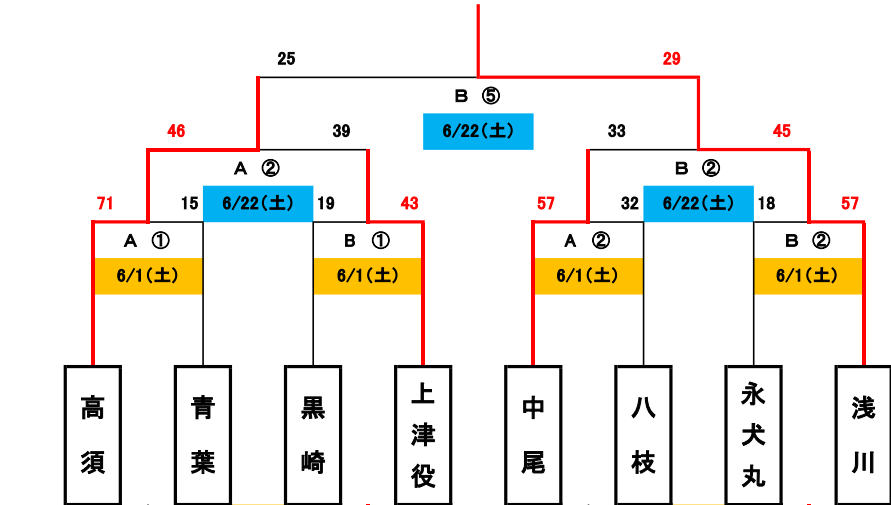 25 29
B ⑤
46 39 6/22(土) 33 45
A ② B ②
71 15 6/22(土) 19 43 57 32 6/22(土) 18 57
A ① B ① A ② B ②
6/1(土) 6/1(土) 6/1(土) 6/1(土)
高須
青葉
黒崎
上津役
中尾
八枝
永犬丸
浅川